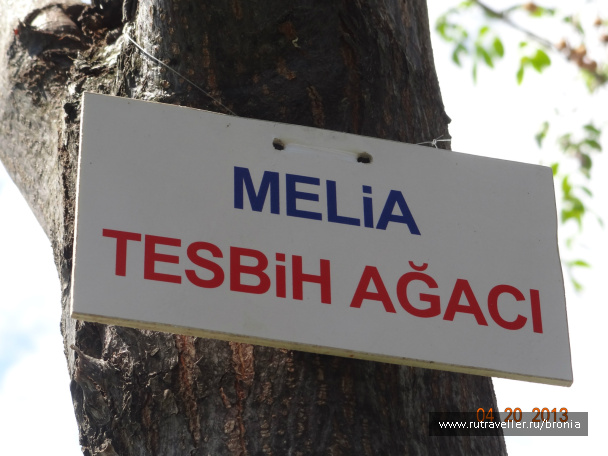 MELiA
TESBiH AĞACI
04 20 2013
www.rutraveller.ru/bronia